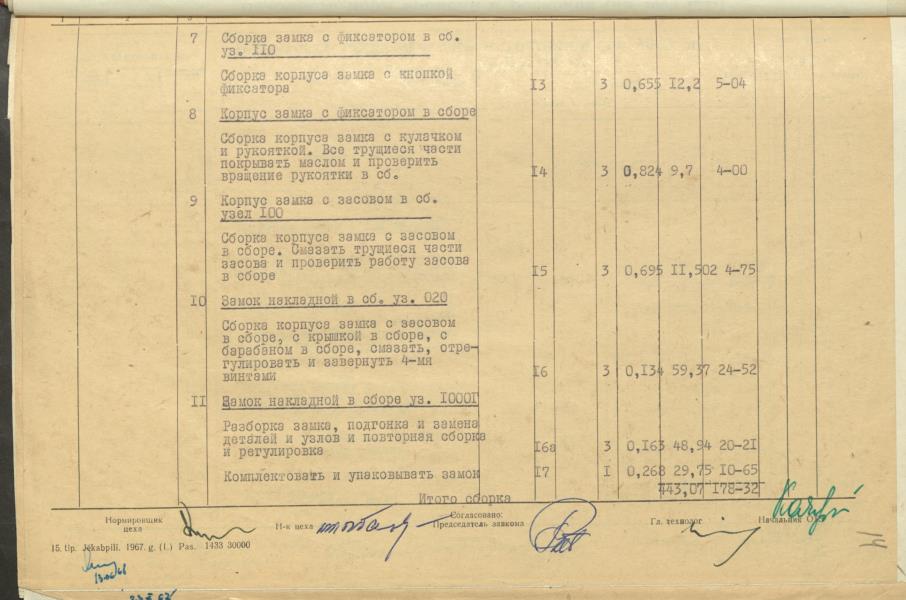 7 Сборка замка с фиксатором в сб.
уз. IIO
Сборка корпуса замка с кнопкой
фиксатора I3 3 0,655 I2,2 5-04
8 Корпус замка с фиксатором в сборе
Сборка корпуса замка с кулачком
и рукояткой. Все трущиеся части
покрывать маслом и проверить
вращение рукоятки в сб. I4 3 0,824 9,7 4-00
9 Корпус замка с засовом в сб.
узел I00
Сборка корпуса замка с засовом
в сборе. Смазать трущиеся части
засова и проверить работу засова
в сборе I5 3 0,695 II,502 4-75
IO Замок накладной в сб. уз. 020
Сборка корпуса замка с засовом
в сборе, с крышкой в сборе, с
барабаном в сборе, смазать, отре-
гулировать и завернуть 4-мя
винтами I6 3 0,I34 59,37 24-52
II Замок накладной в сборе уз. I000Г
Разборка замка, подгонка и замена
деталей и узлов и повторная сборка
и регулировка I6а 3 0,I63 48,94 20-2I
Комплектовать и упаковывать замок I7 I 0,268 29,75 I0-65
Итого сборка 443,07 I78-32
Нормировщик
цеха
Н-к цеха
Согласовано:
Председатель завкома
Гл. технолог
Начальник
15. tip. Jēkabpilī. 1967. g. (I.) Pas. 1433 30000